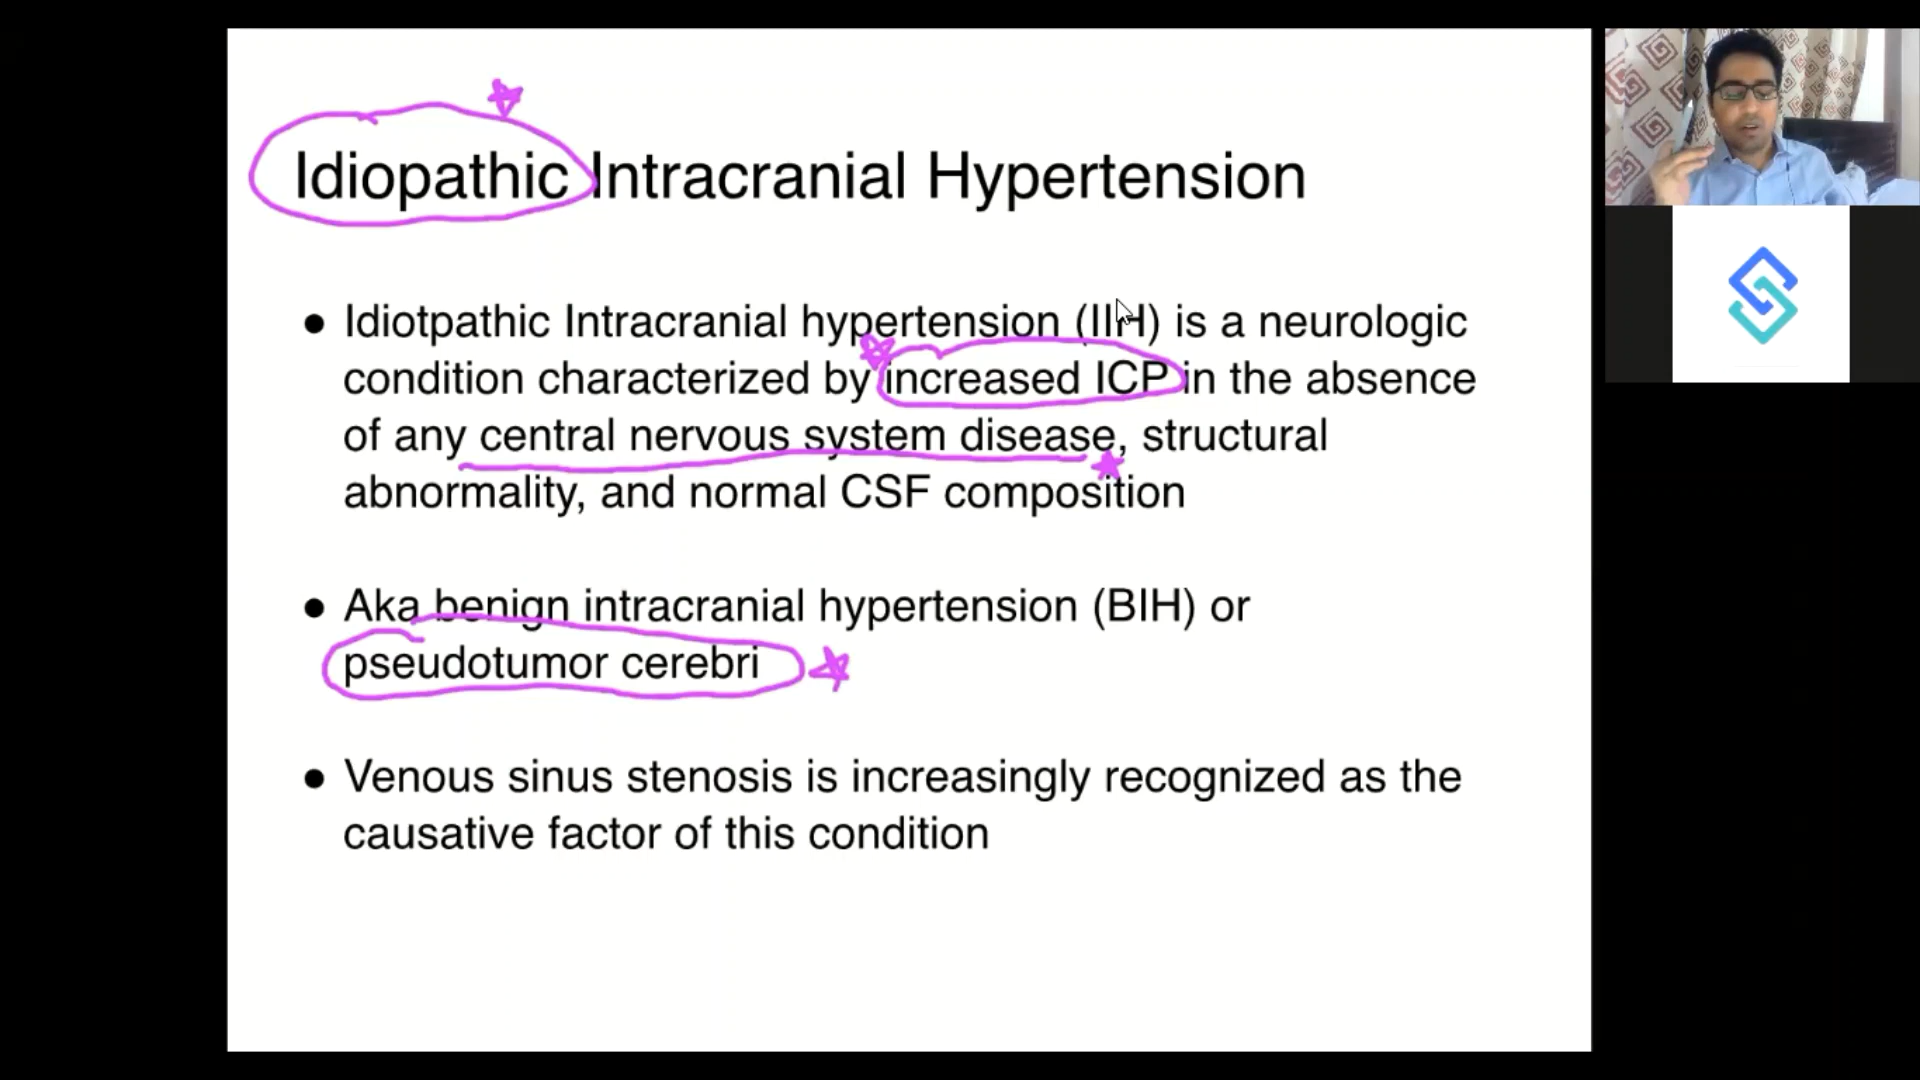 Idiopathic Intracranial Hypertension
● Idiotpathic Intracranial hypertension (IIH) is a neurologic
condition characterized by increased ICP in the absence
of any central nervous system disease, structural
abnormality, and normal CSF composition
● Aka benign intracranial hypertension (BIH) or
pseudotumor cerebri
● Venous sinus stenosis is increasingly recognized as the
causative factor of this condition